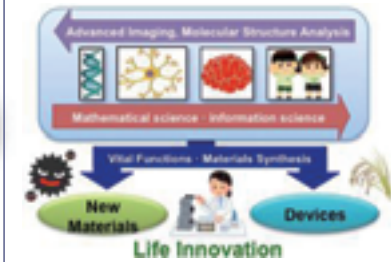 Advanced Imaging, Molecular Structure Analysis
Mathematical science · information science
Vital Functions · Materials Synthesis
New
Materials
Devices
Life Innovation